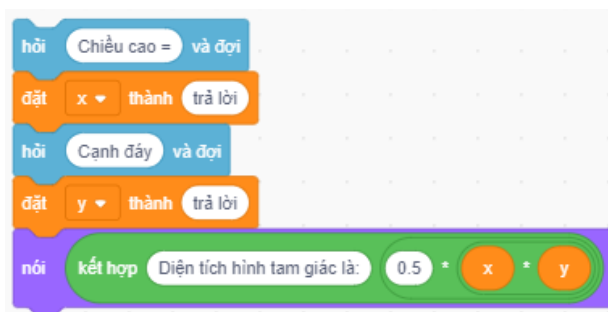 hỏi Chiều cao = và đợi
đặt x thành trả lời
hỏi Cạnh đáy và đợi
đặt y thành trả lời
nói kết hợp Diện tích hình tam giác là: 0.5 * x * y